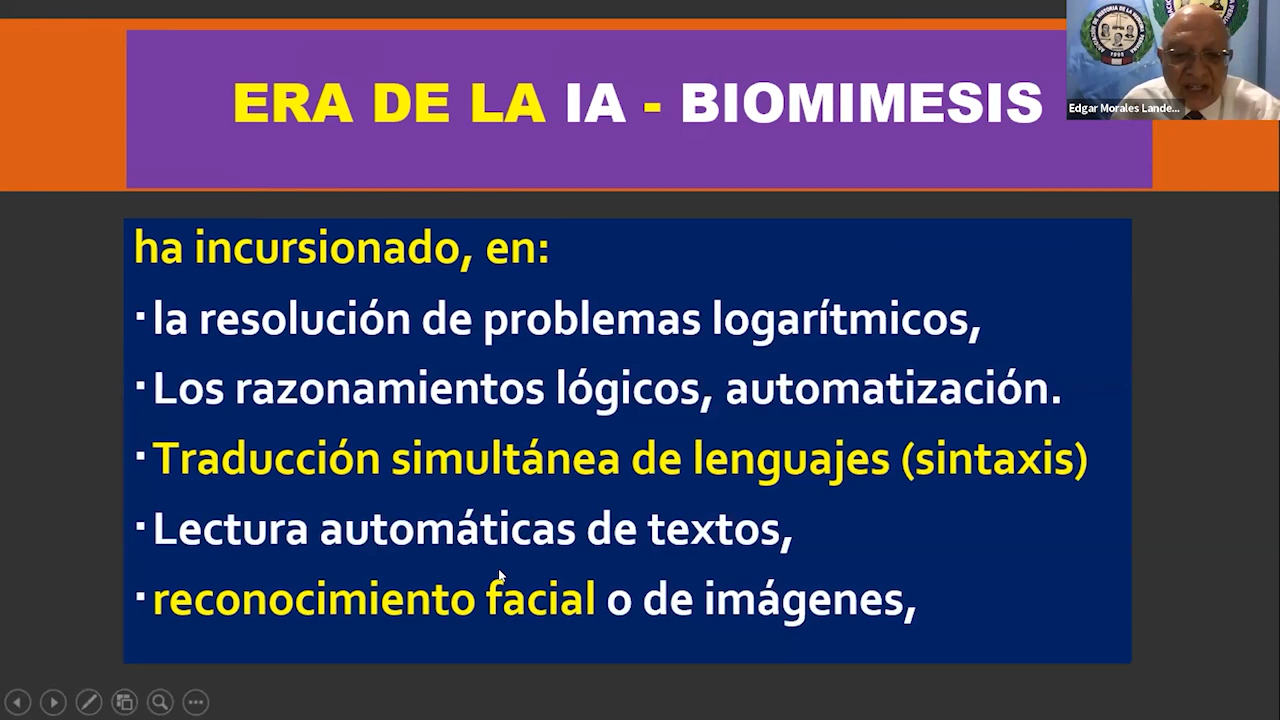 ERA DE LA IA - BIOMIMESIS
Edgar Morales Lande...
ha incursionado, en:
▪la resolución de problemas logarítmicos,
▪Los razonamientos lógicos, automatización.
▪Traducción simultánea de lenguajes (sintaxis)
▪Lectura automáticas de textos,
▪reconocimiento facial o de imágenes,